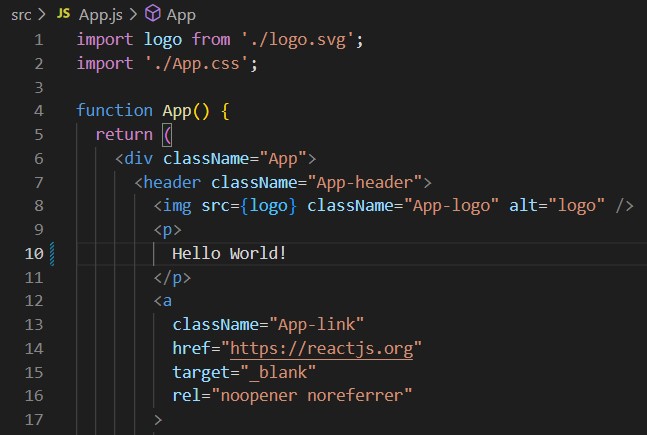 src > JS App.js > App
1 import logo from './logo.svg';
2 import './App.css';
3
4 function App() {
5   return (
6     <div className="App">
7       <header className="App-header">
8         <img src={logo} className="App-logo" alt="logo" />
9         <p>
10           Hello World!
11         </p>
12         <a
13           className="App-link"
14           href="https://reactjs.org"
15           target="_blank"
16           rel="noopener noreferrer"
17         >